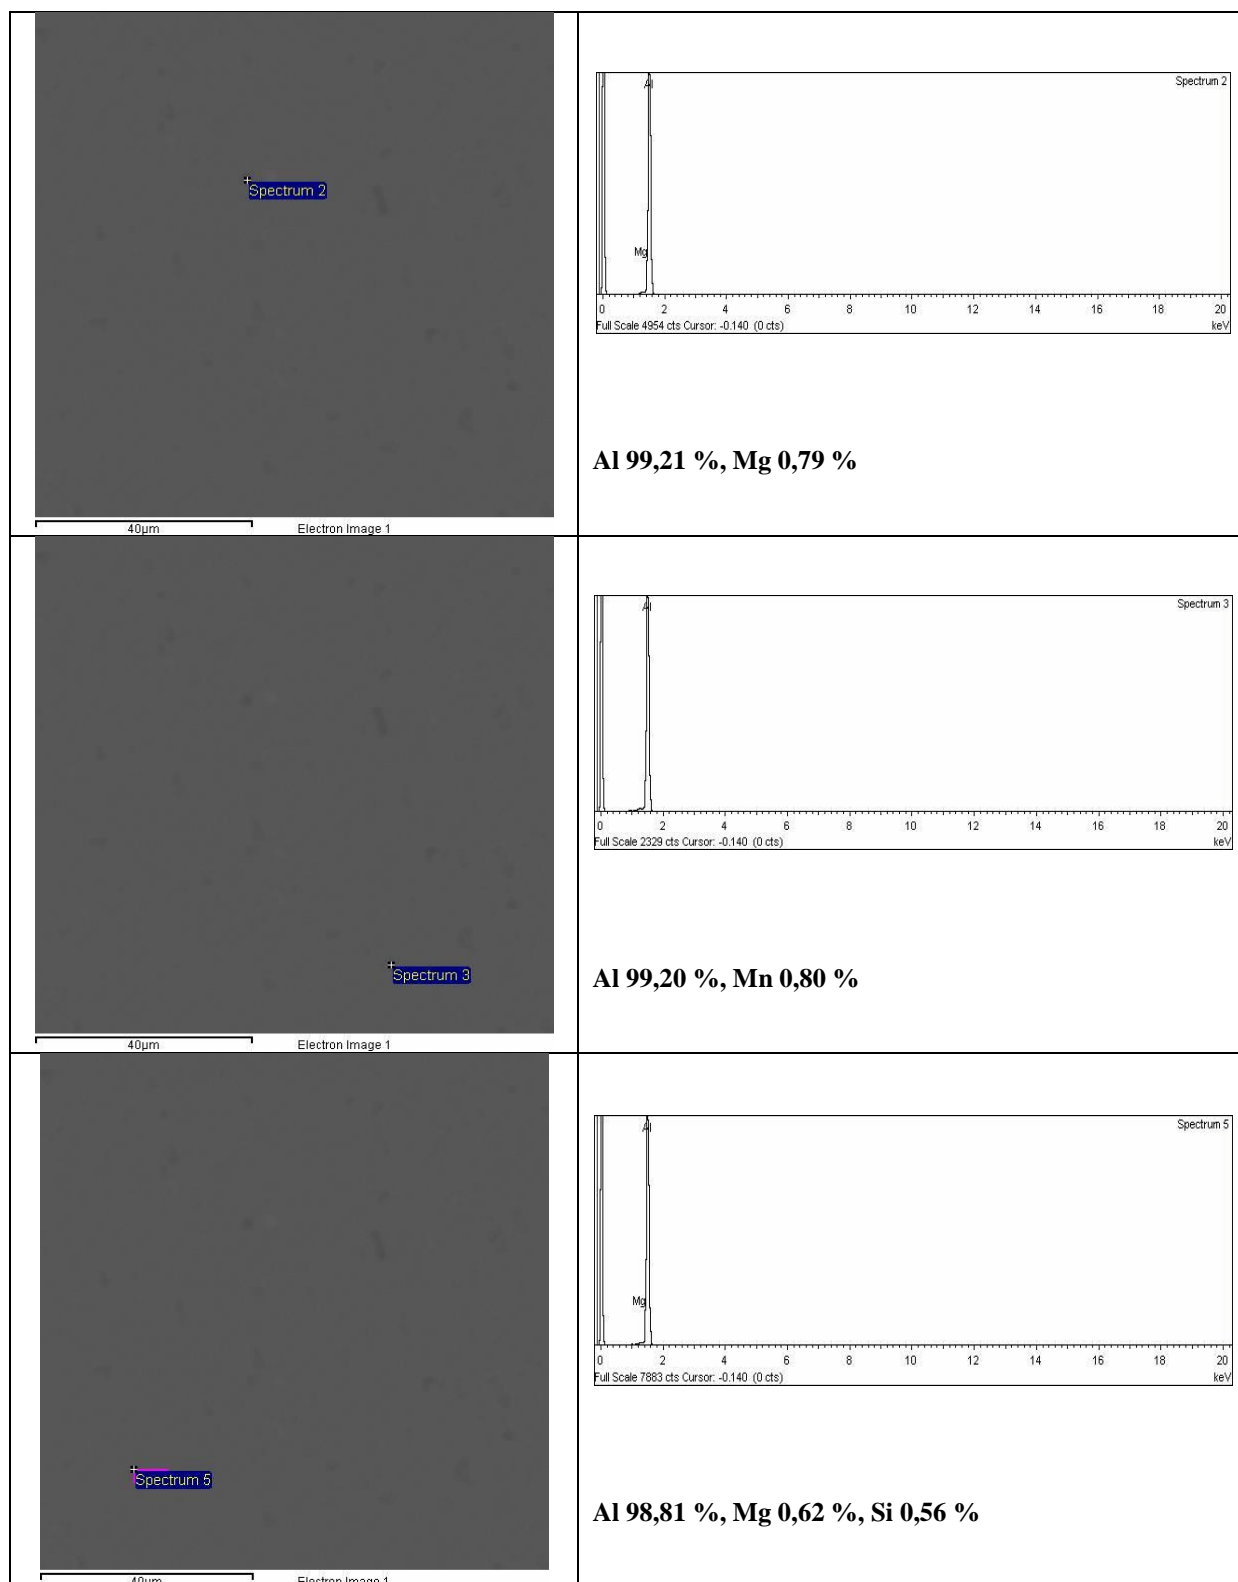 Spectrum 2
40µm Electron Image 1
Spectrum 2
Al
Mg
0 2 4 6 8 10 12 14 16 18 20
Full Scale 4954 cts Cursor: -0.140 (0 cts) keV
Al 99,21 %, Mg 0,79 %
Spectrum 3
40µm Electron Image 1
Spectrum 3
Al
0 2 4 6 8 10 12 14 16 18 20
Full Scale 2329 cts Cursor: -0.140 (0 cts) keV
Al 99,20 %, Mn 0,80 %
Spectrum 5
40µm Electron Image 1
Spectrum 5
Al
Mg
0 2 4 6 8 10 12 14 16 18 20
Full Scale 7883 cts Cursor: -0.140 (0 cts) keV
Al 98,81 %, Mg 0,62 %, Si 0,56 %